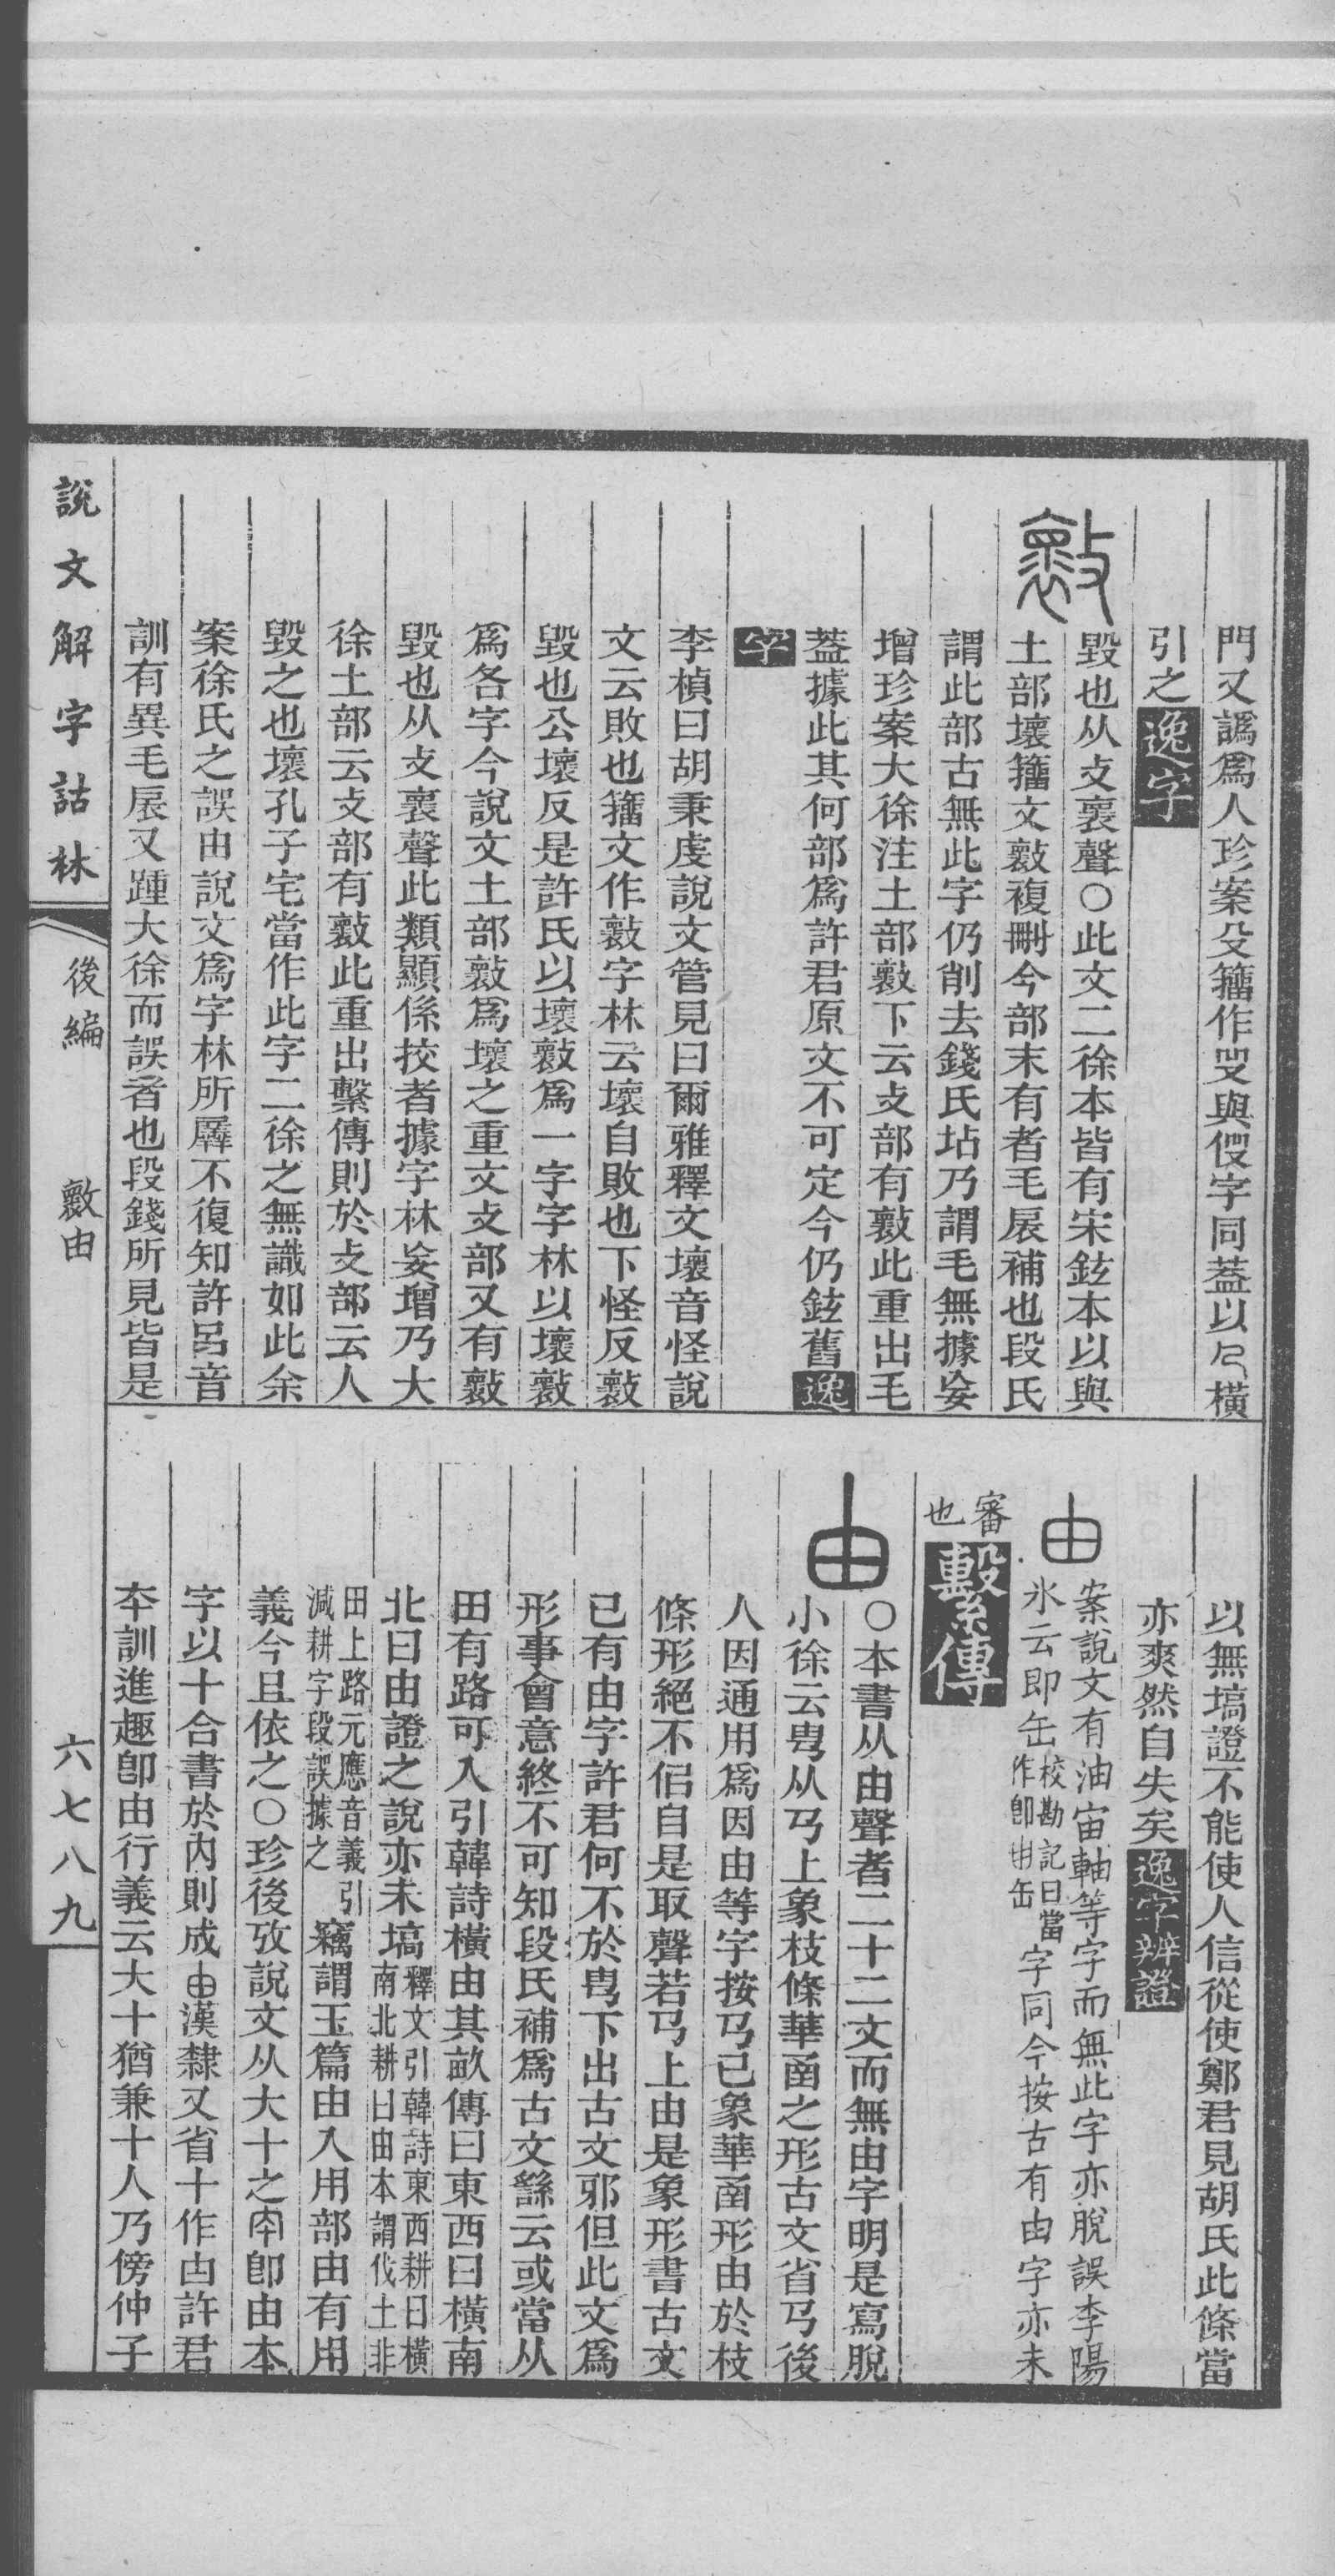 門又譌爲人珍案殳籒作𠬢與假字同蓋以𠃨橫
引之逸字
𣀩
毀也从攴褱聲○此文二徐本皆有宋鉉本以與
土部壞籒文𣀩複刪今部末有者毛扆補也段氏
謂此部古無此字仍削去錢氏坫乃謂毛無據妄
增珍案大徐注土部𣀩下云攴部有𣀩此重出毛
蓋據此其何部爲許君原文不可定今仍鉉舊逸
字
李楨曰胡秉虔說文管見曰爾雅釋文壞音怪說
文云敗也籒文作𣀩字林云壞自敗也下怪反𣀩
毀也公壞反是許氏以壞𣀩爲一字字林以壞𣀩
爲各字今說文土部𣀩爲壞之重文攴部又有𣀩
毀也从攴褱聲此類顯係挍者據字林妄增乃大
徐土部云攴部有𣀩此重出繫傳則於攴部云人
毀之也壞孔子宅當作此字二徐之無識如此余
案徐氏之誤由說文爲字林所羼不復知許呂音
訓有異毛扆又踵大徐而誤者也段錢所見皆是
以無塙證不能使人信從使鄭君見胡氏此條當
亦爽然自失矣逸字辨證
由
案說文有油宙軸等字而無此字亦脫誤李陽
氷云即缶校勘記曰當作卽甾缶字同今按古有由字亦未
審也繫傳
由
○本書从由聲者二十二文而無由字明是寫脫
小徐云甹从丂上象枝條華圅之形古文省丂後
人因通用爲因由等字按丂已象華圅形由於枝
條形絕不侣自是取聲若丂上由是象形書古文
已有由字許君何不於甹下出古文邪但此文爲
形事會意終不可知段氏補爲古文繇云或當从
田有路可入引韓詩橫由其畝傳曰東西曰橫南
北曰由證之說亦未塙釋文引韓詩東西耕曰橫南北耕曰由本謂伐土非
田上路元應音義引減耕字段誤據之竊謂玉篇由入用部由有用
義今且依之○珍後攷說文从大十之夲卽由本
字以十合書於內則成由漢隸又省十作由許君
夲訓進趣卽由行義云大十猶兼十人乃傍仲子
說文解字詁林
後編
𣀩由
六七八九